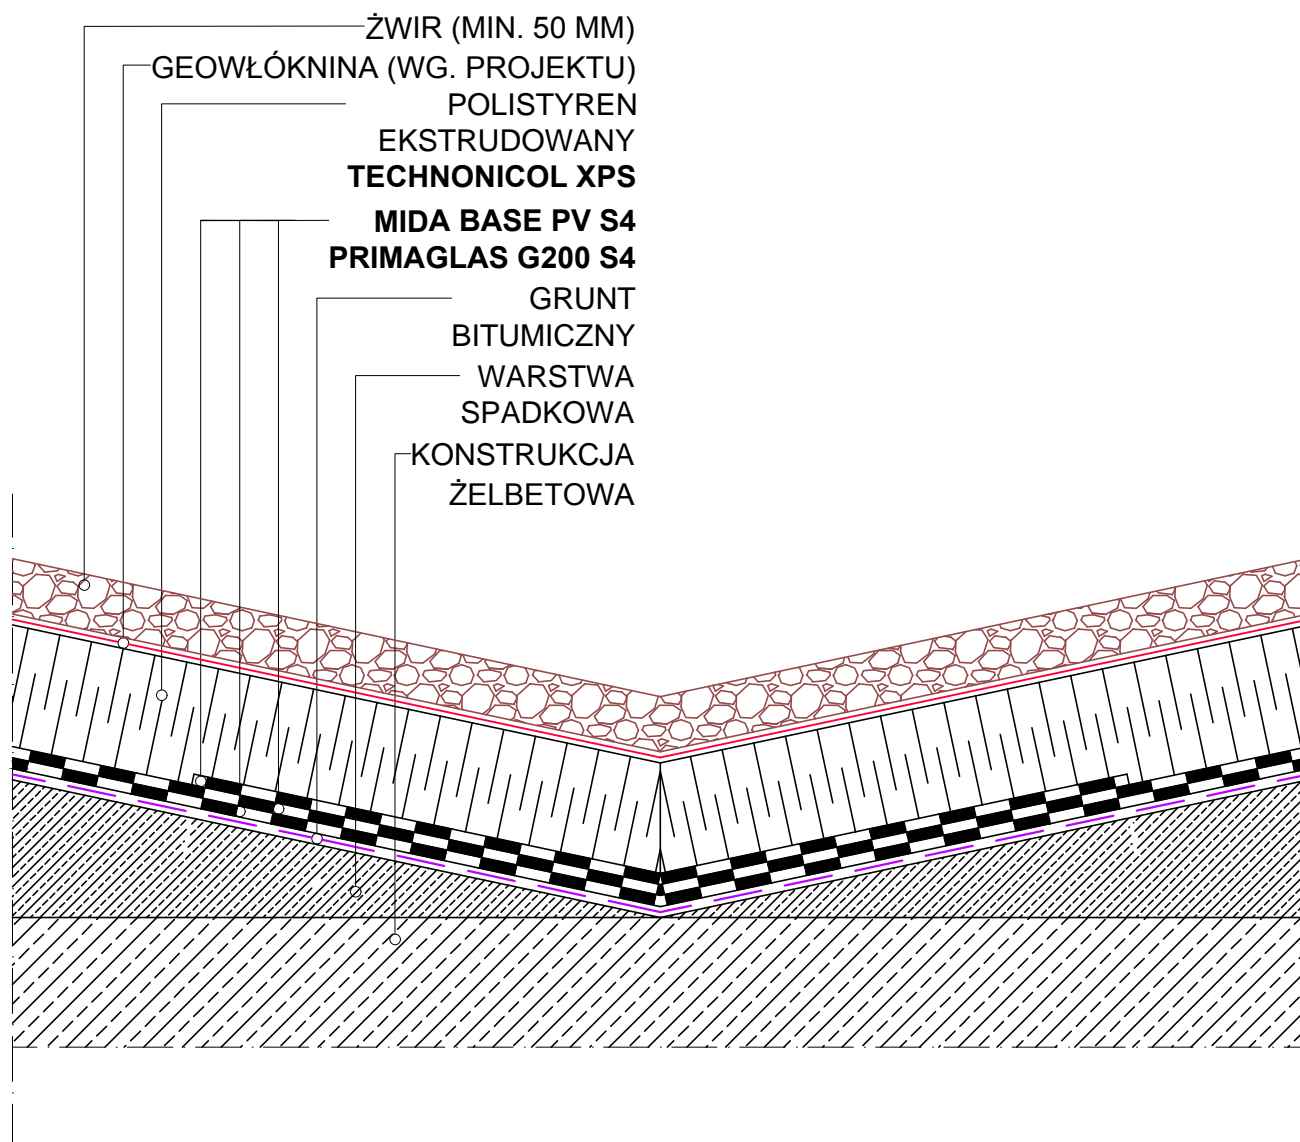 ŻWIR (MIN. 50 MM)
GEOWŁÓKNINA (WG. PROJEKTU)
POLISTYREN
EKSTRUDOWANY
TECHNONICOL XPS
MIDA BASE PV S4
PRIMAGLAS G200 S4
GRUNT
BITUMICZNY
WARSTWA
SPADKOWA
KONSTRUKCJA
ŻELBETOWA